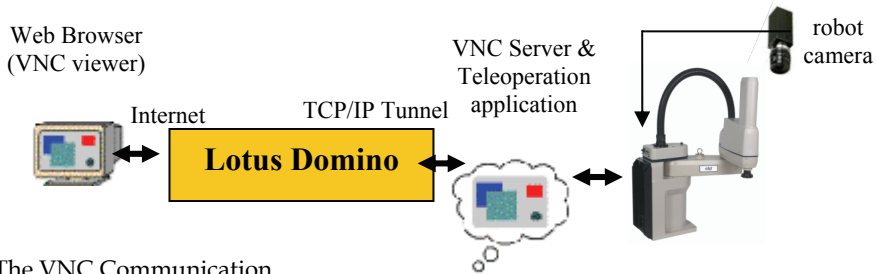 Web Browser
(VNC viewer)
VNC Server &
Teleoperation
application
robot
camera
Internet
TCP/IP Tunnel
Lotus Domino
The VNC Communication